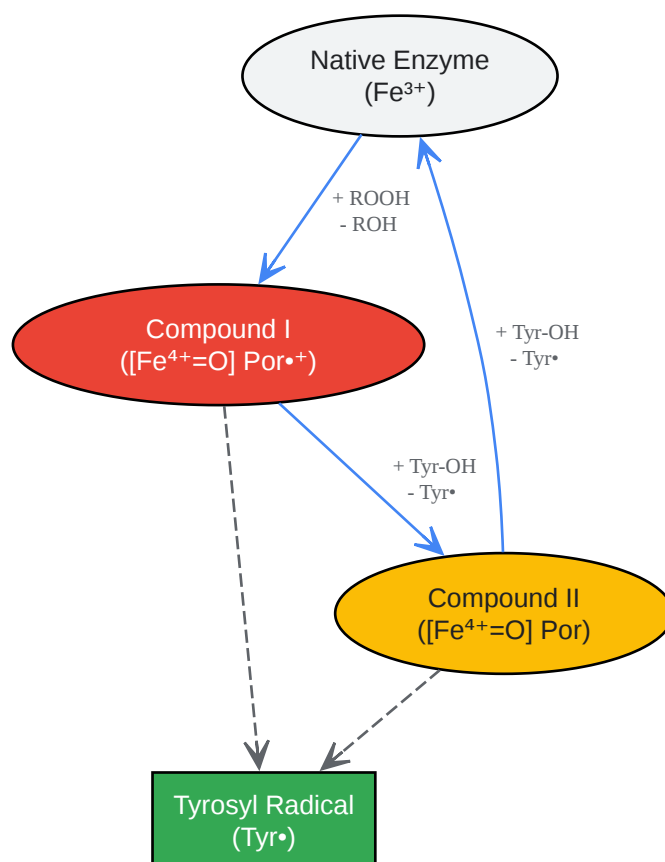 Native Enzyme
(Fe³⁺)
+ ROOH
- ROH
Compound I
([Fe⁴⁺=O] Por•⁺)
+ Tyr-OH
- Tyr•
+ Tyr-OH
- Tyr•
Compound II
([Fe⁴⁺=O] Por)
Tyrosyl Radical
(Tyr•)